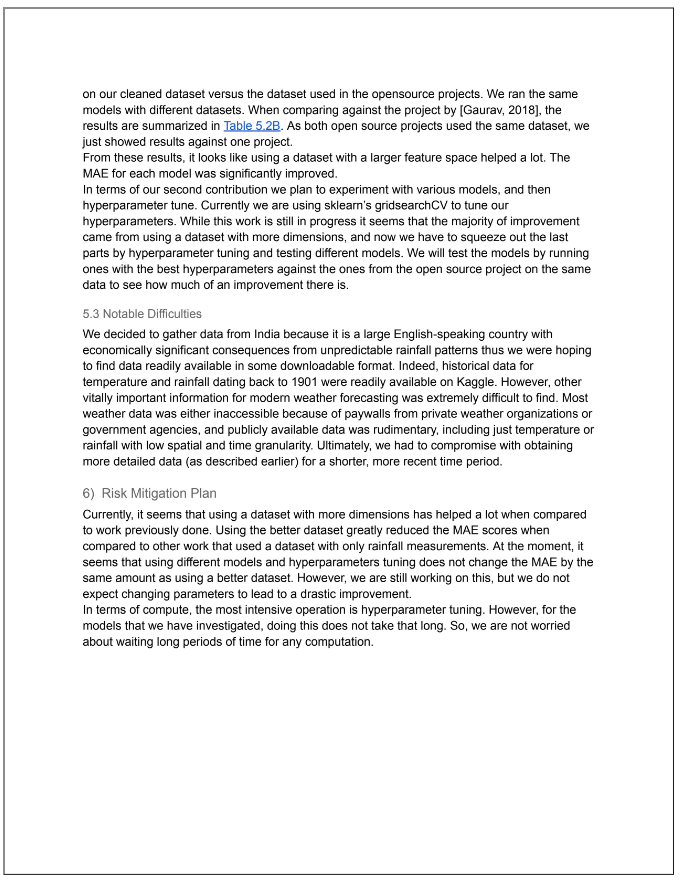 on our cleaned dataset versus the dataset used in the opensource projects. We ran the same
models with different datasets. When comparing against the project by [Gaurav, 2018], the
results are summarized in Table 5.2B. As both open source projects used the same dataset, we
just showed results against one project.
From these results, it looks like using a dataset with a larger feature space helped a lot. The
MAE for each model was significantly improved.
In terms of our second contribution we plan to experiment with various models, and then
hyperparameter tune. Currently we are using sklearn's gridsearchCV to tune our
hyperparameters. While this work is still in progress it seems that the majority of improvement
came from using a dataset with more dimensions, and now we have to squeeze out the last
parts by hyperparameter tuning and testing different models. We will test the models by running
ones with the best hyperparameters against the ones from the open source project on the same
data to see how much of an improvement there is.
5.3 Notable Difficulties
We decided to gather data from India because it is a large English-speaking country with
economically significant consequences from unpredictable rainfall patterns thus we were hoping
to find data readily available in some downloadable format. Indeed, historical data for
temperature and rainfall dating back to 1901 were readily available on Kaggle. However, other
vitally important information for modern weather forecasting was extremely difficult to find. Most
weather data was either inaccessible because of paywalls from private weather organizations or
government agencies, and publicly available data was rudimentary, including just temperature or
rainfall with low spatial and time granularity. Ultimately, we had to compromise with obtaining
more detailed data (as described earlier) for a shorter, more recent time period.
6) Risk Mitigation Plan
Currently, it seems that using a dataset with more dimensions has helped a lot when compared
to work previously done. Using the better dataset greatly reduced the MAE scores when
compared to other work that used a dataset with only rainfall measurements. At the moment, it
seems that using different models and hyperparameters tuning does not change the MAE by the
same amount as using a better dataset. However, we are still working on this, but we do not
expect changing parameters to lead to a drastic improvement.
In terms of compute, the most intensive operation is hyperparameter tuning. However, for the
models that we have investigated, doing this does not take that long. So, we are not worried
about waiting long periods of time for any computation.